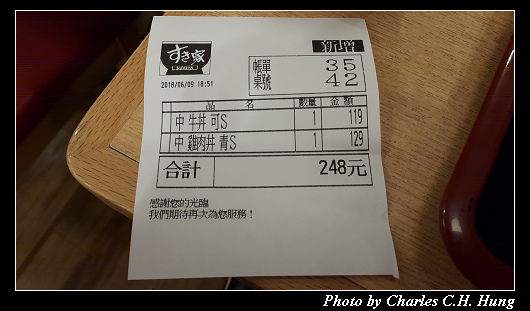 すき家
新增
帳單 35
桌號 42
2018/06/09 18:51
品 名 數量 金額
中 牛丼 可S 1 119
中 雞肉丼 青S 1 129
合計 248元
感謝您的光臨
我們期待再次為您服務！
Photo by Charles C.H. Hung